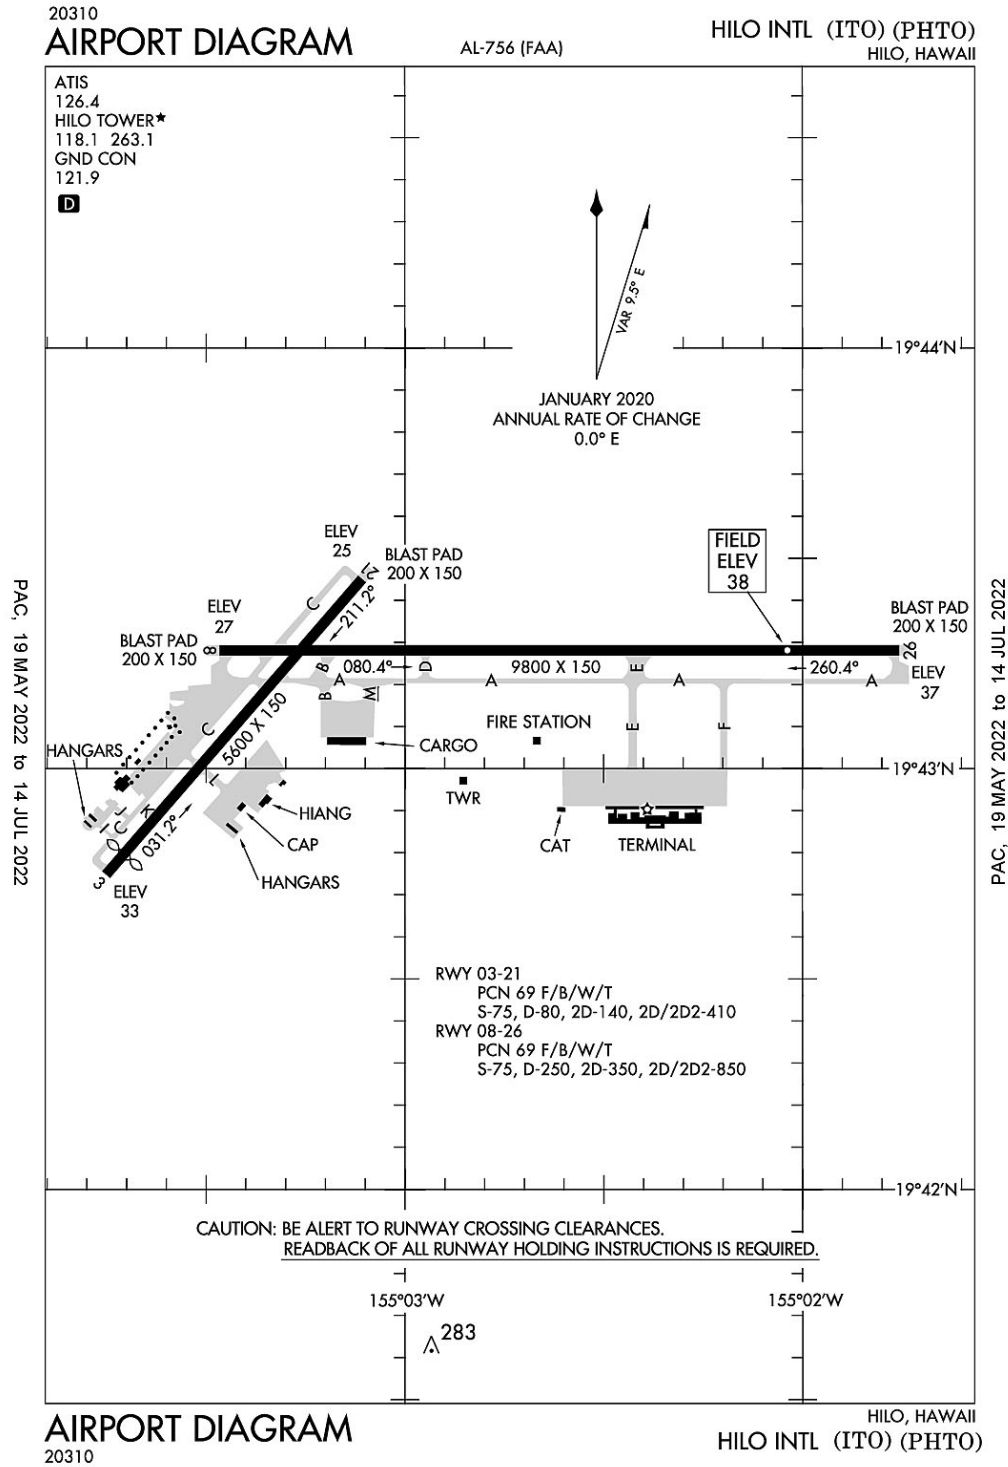 20310
AIRPORT DIAGRAM
AL-756 (FAA)
HILO INTL (ITO) (PHTO)
HILO, HAWAII
ATIS
126.4
HILO TOWER★
118.1 263.1
GND CON
121.9
D
VAR 9.5° E
19°44'N
JANUARY 2020
ANNUAL RATE OF CHANGE
0.0° E
ELEV
25
BLAST PAD
200 X 150
21
211.2°
C
FIELD
ELEV
38
ELEV
27
BLAST PAD
200 X 150
8
BLAST PAD
200 X 150
26
ELEV
37
080.4°
9800 X 150
260.4°
B
D
E
A
A
A
A
B
M
C
5600 X 150
E
F
FIRE STATION
CARGO
HANGARS
19°43'N
TWR
L
HIANG
CAP
HANGARS
CAT
TERMINAL
L
K
C
I
031.2°
3
ELEV
33
RWY 03-21
PCN 69 F/B/W/T
S-75, D-80, 2D-140, 2D/2D2-410
RWY 08-26
PCN 69 F/B/W/T
S-75, D-250, 2D-350, 2D/2D2-850
19°42'N
CAUTION: BE ALERT TO RUNWAY CROSSING CLEARANCES.
READBACK OF ALL RUNWAY HOLDING INSTRUCTIONS IS REQUIRED.
155°03'W
155°02'W
283
AIRPORT DIAGRAM
20310
HILO, HAWAII
HILO INTL (ITO) (PHTO)
PAC, 19 MAY 2022 to 14 JUL 2022
PAC, 19 MAY 2022 to 14 JUL 2022